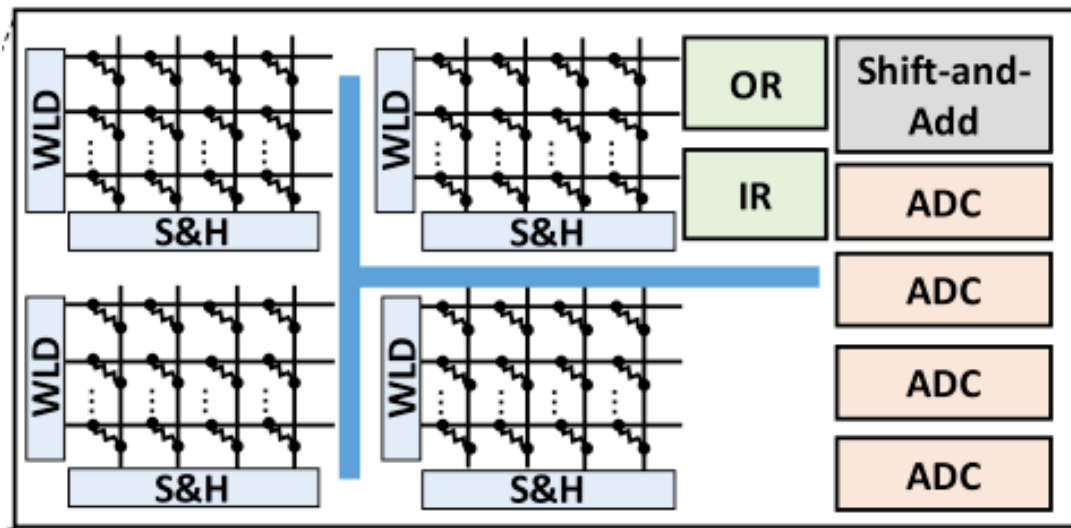 WLD
S&H
WLD
S&H
OR
IR
Shift-and-
Add
ADC
ADC
ADC
ADC
WLD
S&H
WLD
S&H